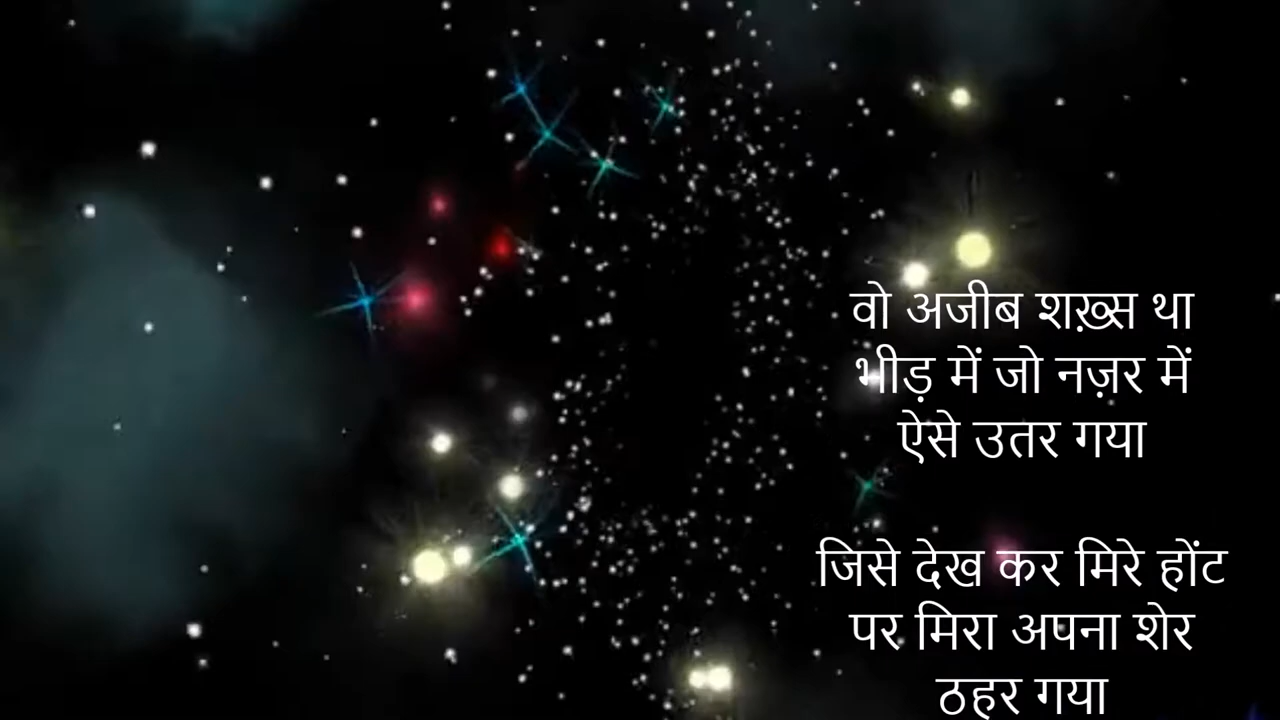 वो अजीब शख़्स था
भीड़ में जो नज़र में
ऐसे उतर गया
जिसे देख कर मिरे होंट
पर मिरा अपना शेर
ठहर गया